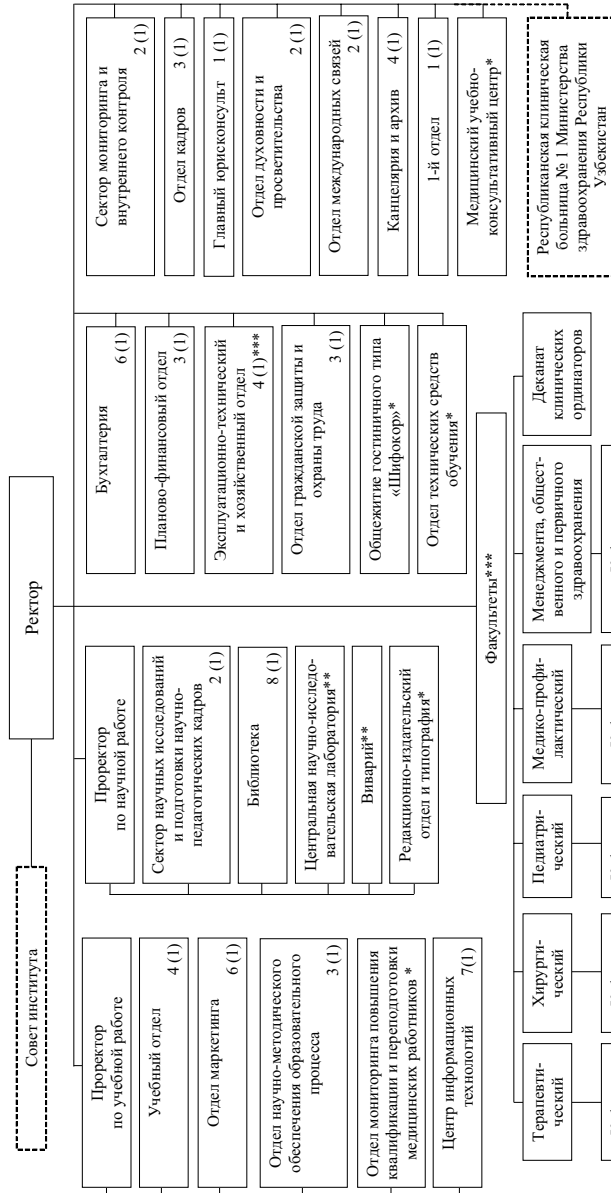 Совет института
Ректор
Проректор
по учебной работе
Учебный отдел
4 (1)
Отдел маркетинга
6 (1)
Отдел научно-методического
обеспечения образовательного
процесса
3 (1)
Отдел мониторинга повышения
квалификации и переподготовки
медицинских работников *
Центр информационных
технологий
7(1)
Проректор
по научной работе
Сектор научных исследований
и подготовки научно-
педагогических кадров
2 (1)
Библиотека
8 (1)
Центральная научно-исследо-
вательская лаборатория**
Виварий**
Редакционно-издательский
отдел и типография*
Бухгалтерия
6 (1)
Планово-финансовый отдел
3 (1)
Эксплуатационно-технический
и хозяйственный отдел
4 (1)***
Отдел гражданской защиты и
охраны труда
3 (1)
Общежитие гостиничного типа
«Шифокор»*
Отдел технических средств
обучения*
Сектор мониторинга и
внутреннего контроля
2 (1)
Отдел кадров
3 (1)
Главный юрисконсульт
1 (1)
Отдел духовности и
просветительства
2 (1)
Отдел международных связей
2 (1)
Канцелярия и архив
4 (1)
1-й отдел
1 (1)
Медицинский учебно-
консультативный центр*
Республиканская клиническая
больница № 1 Министерства
здравоохранения Республики
Узбекистан
Факультеты***
Терапевти-
ческий
Хирурги-
ческий
Педиатри-
ческий
Медико-профи-
лактический
Менеджмента, общест-
венного и первичного
здравоохранения
Деканат
клинических
ординаторов